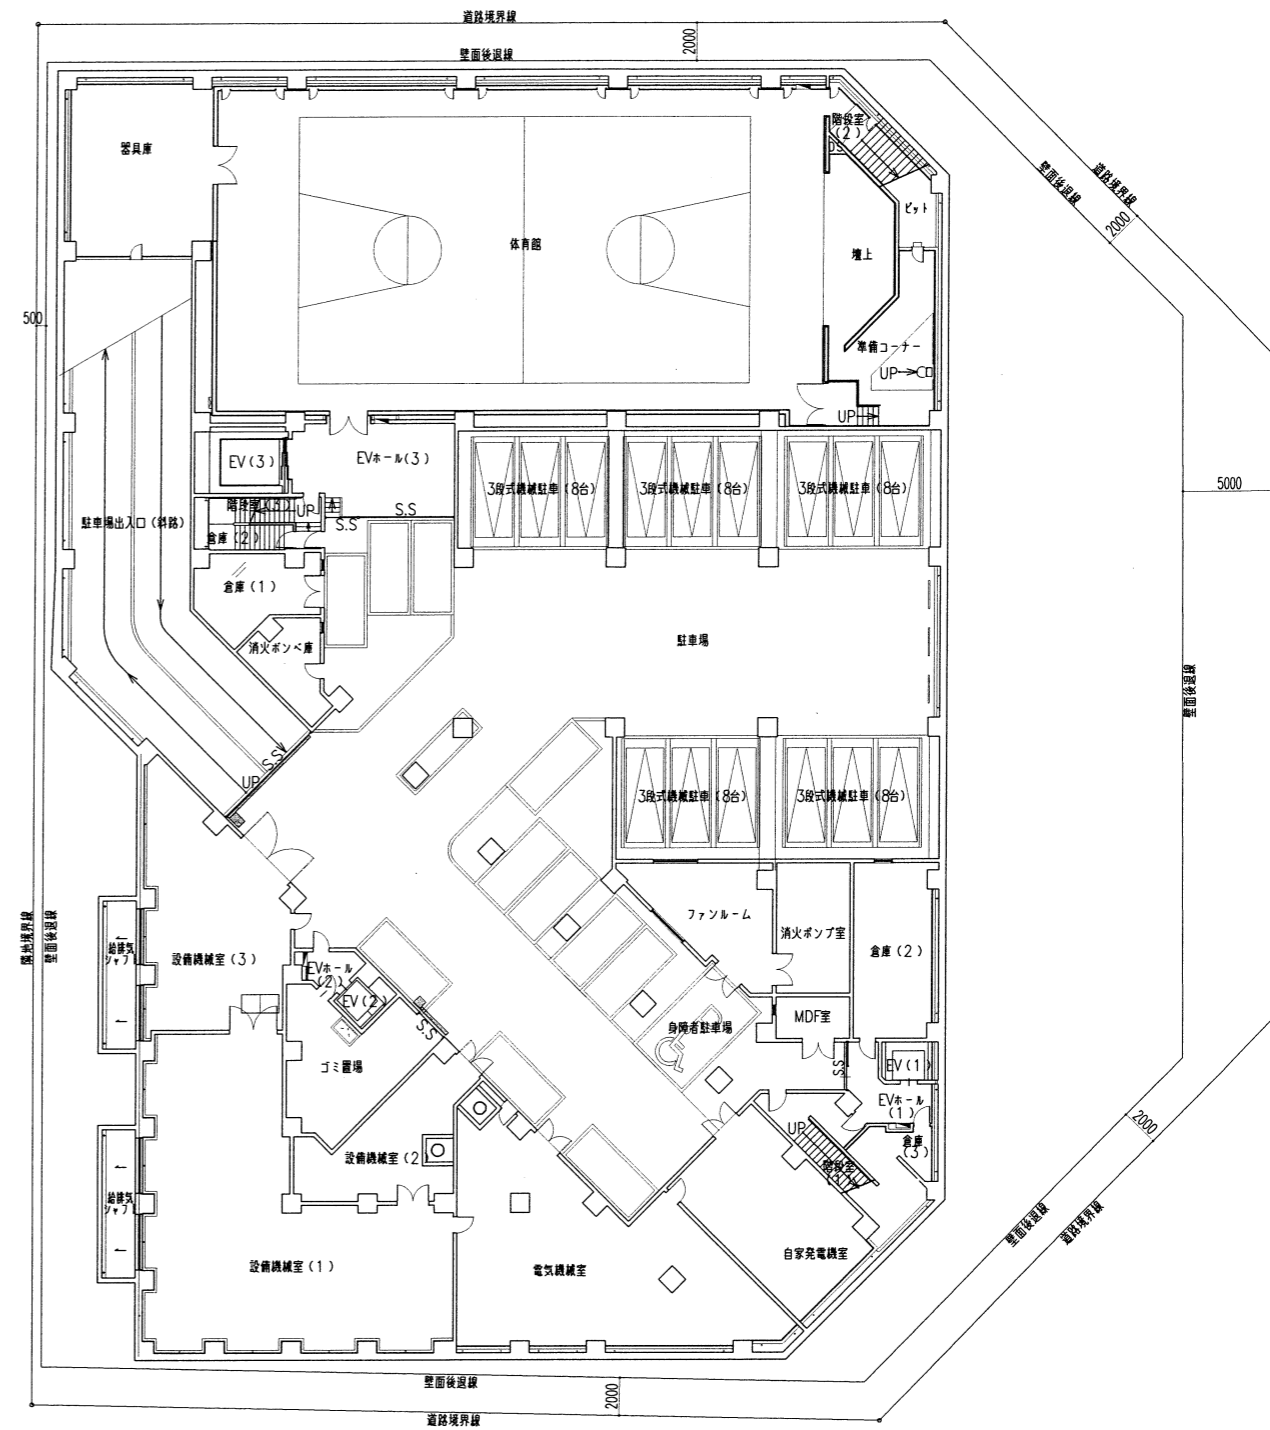 道路境界線
2000
壁面後退線
階段室
(2)
DS
器具庫
壁面後退線
道路境界線
2000
ピット
体育館
壇上
500
準備コーナー
UP
UP
EV(3)
EVホール(3)
3段式機械駐車(8台)
3段式機械駐車(8台)
3段式機械駐車(8台)
5000
階段室(3)
UP
S.S
S.S
駐車場出入口(斜路)
倉庫(2)
倉庫(1)
消火ボンベ庫
駐車場
壁面後退線
S.S
UP
3段式機械駐車(8台)
3段式機械駐車(8台)
隣地境界線
壁面後退線
給排気
シャフト
設備機械室(3)
EVホール
(2)
EV(2)
S.S
ファンルーム
消火ポンプ室
倉庫(2)
身障者駐車場
MDF室
ゴミ置場
S.S
EV(1)
EVホール
(1)
UP
倉庫
(3)
2000
設備機械室(2)
階段室
(1)
給排気
シャフト
壁面後退線
道路境界線
設備機械室(1)
電気機械室
自家発電機室
壁面後退線
2000
道路境界線